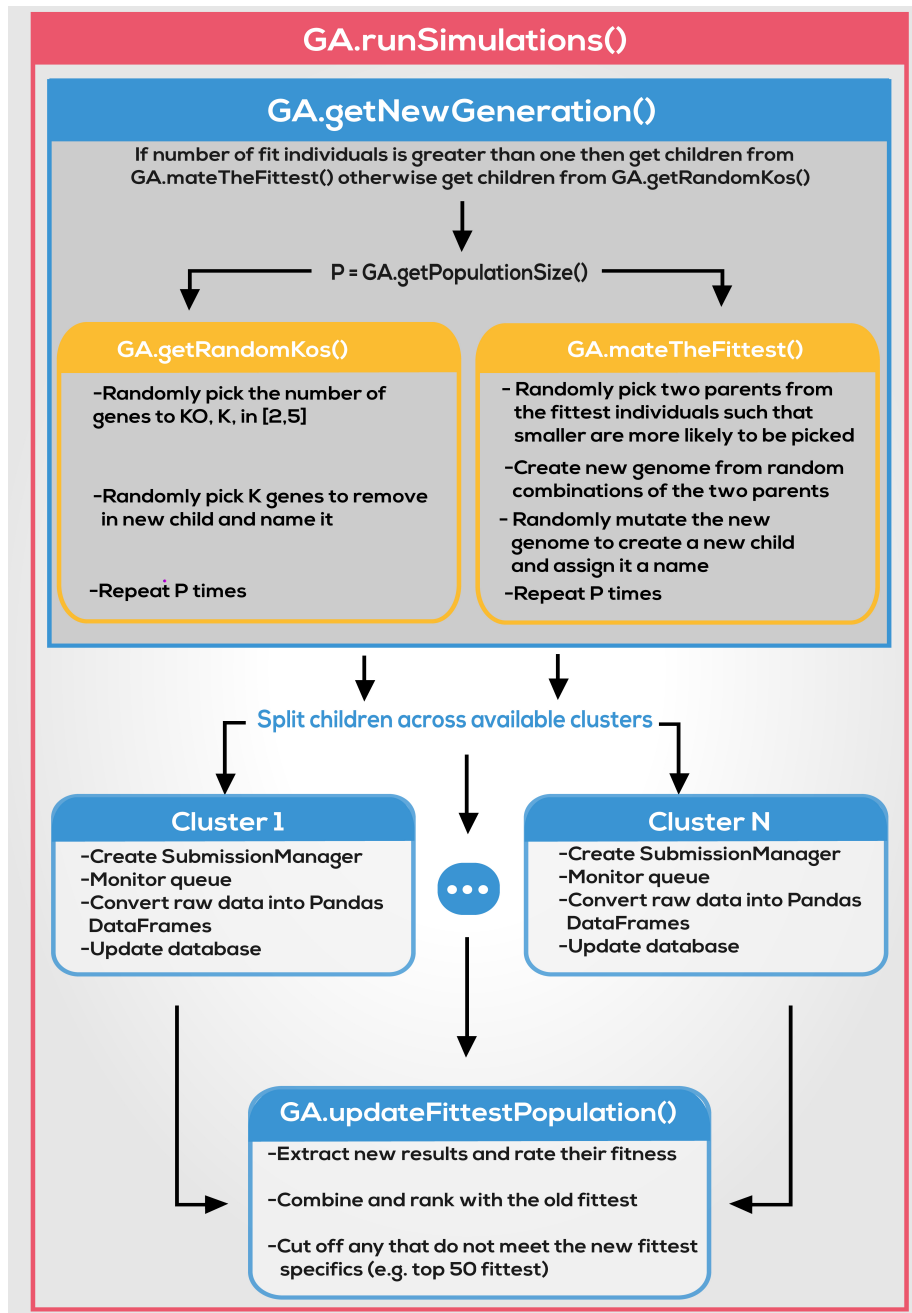 GA.runSimulations()
GA.getNewGeneration()
If number of fit individuals is greater than one then get children from
GA.mateTheFittest() otherwise get children from GA.getRandomKos()
P = GA.getPopulationSize()
GA.getRandomKos()
-Randomly pick the number of
genes to KO, K, in [2,5]
-Randomly pick K genes to remove
in new child and name it
-Repeat P times
GA.mateTheFittest()
- Randomly pick two parents from
the fittest individuals such that
smaller are more likely to be picked
-Create new genome from random
combinations of the two parents
- Randomly mutate the new
genome to create a new child
and assign it a name
-Repeat P times
Split children across available clusters
Cluster 1
-Create SubmissionManager
-Monitor queue
-Convert raw data into Pandas
DataFrames
-Update database
Cluster N
-Create SubmissionManager
-Monitor queue
-Convert raw data into Pandas
DataFrames
-Update database
GA.updateFittestPopulation()
-Extract new results and rate their fitness
-Combine and rank with the old fittest
-Cut off any that do not meet the new fittest
specifics (e.g. top 50 fittest)